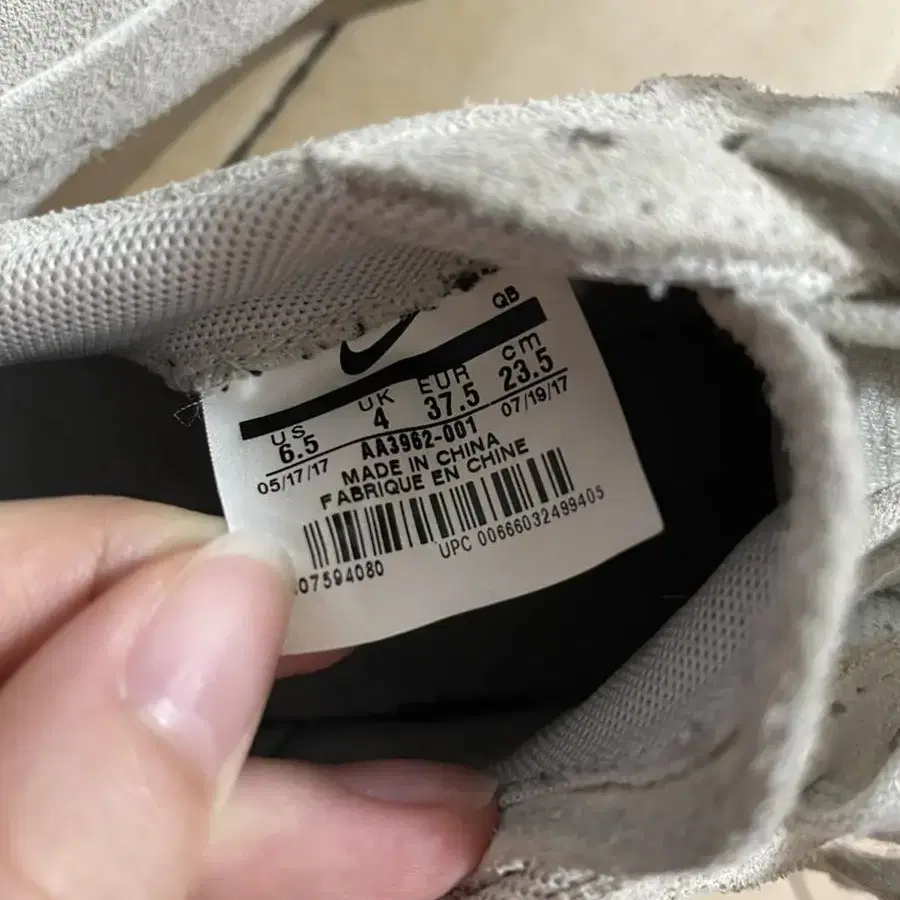 QB
US UK EUR cm
6.5 4 37.5 23.5
05/17/17 AA3962-001 07/19/17
MADE IN CHINA
FABRIQUE EN CHINE
07594080 UPC 00666032499405